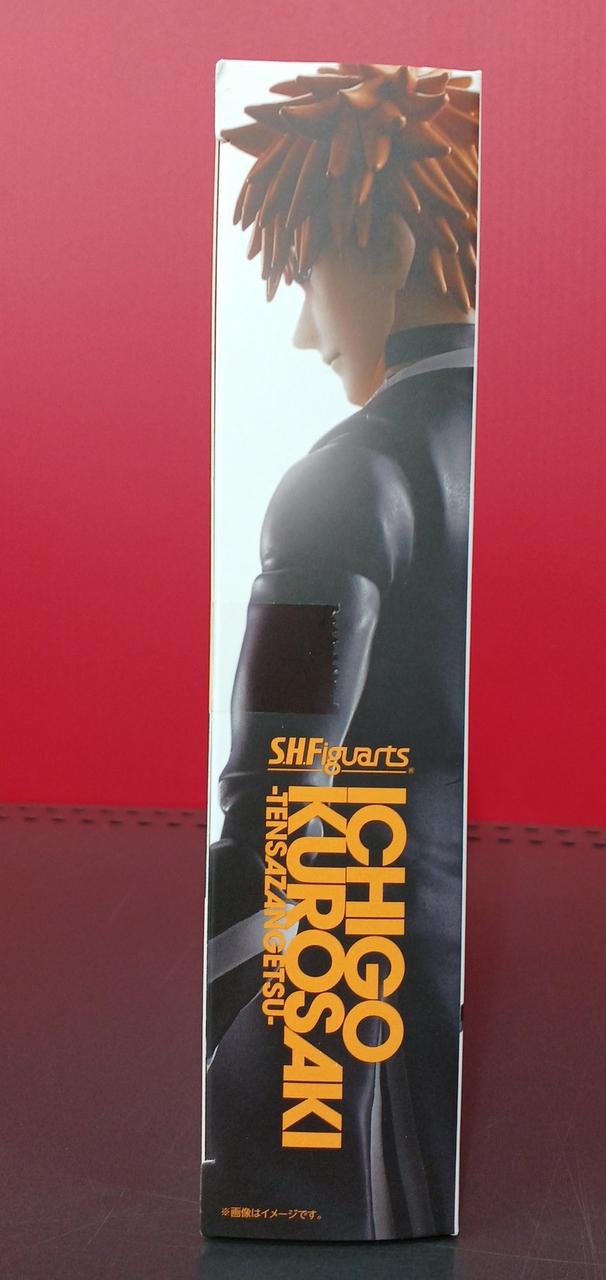 S.H.Figuarts®
ICHIGO
KUROSAKI
-TENSAZANGETSU-
※画像はイメージです。